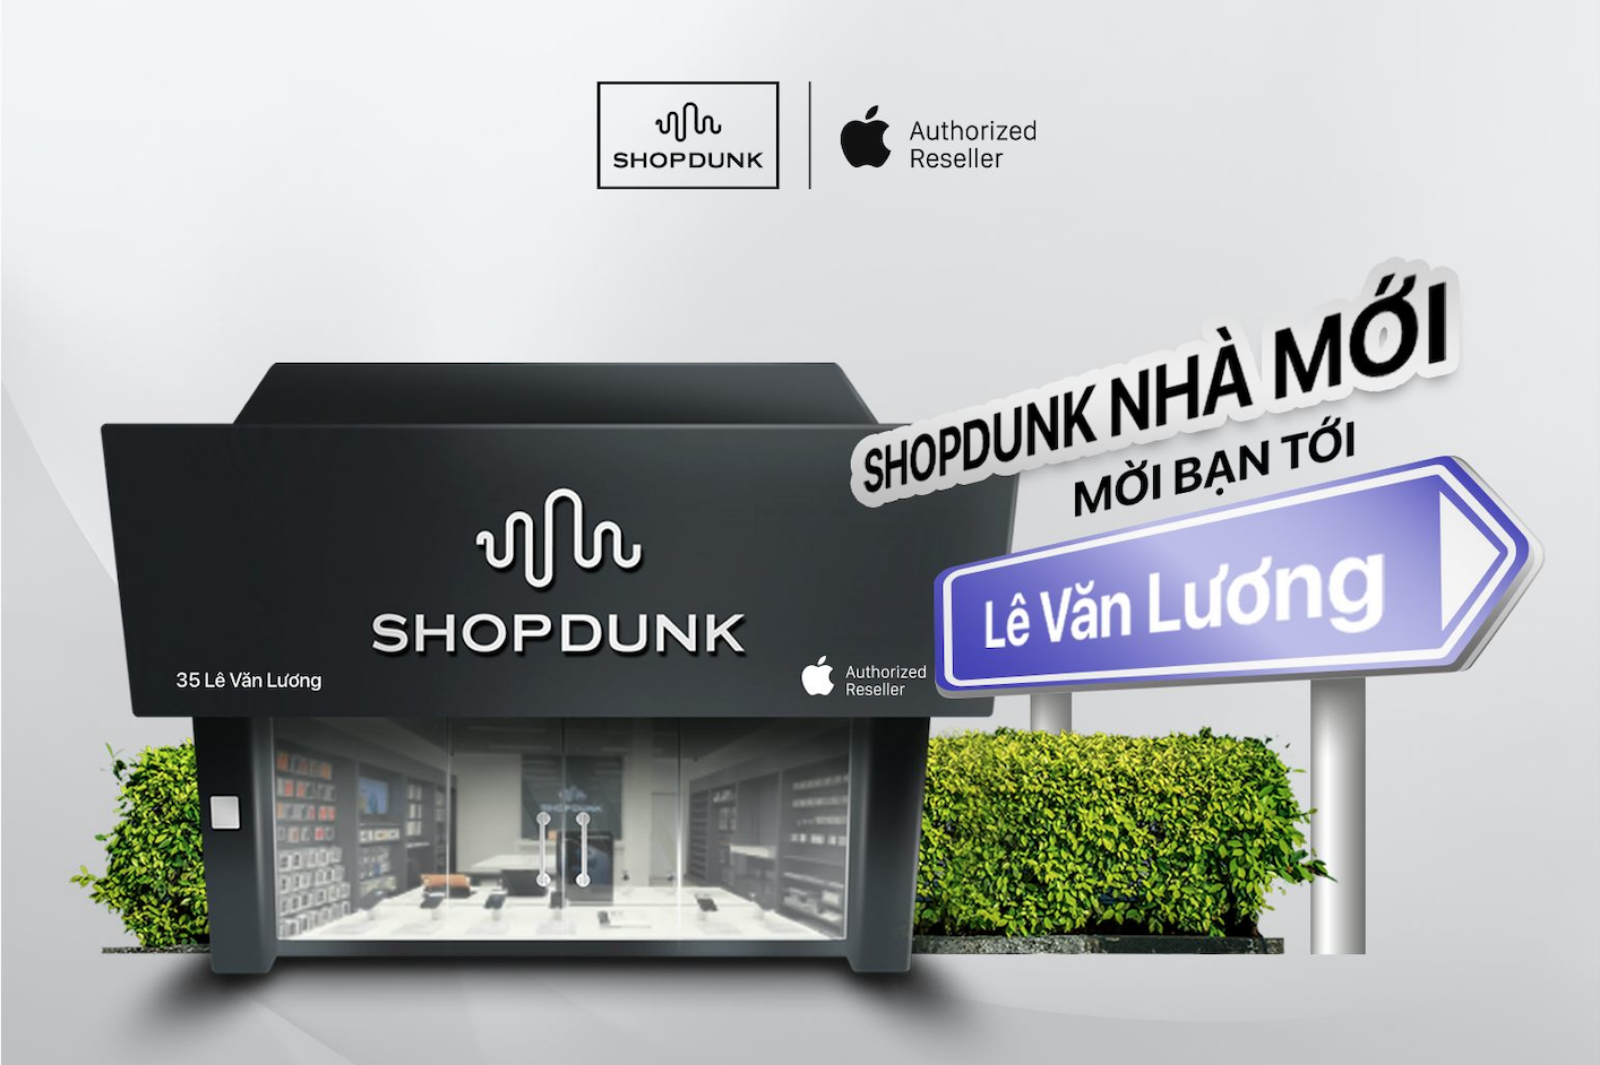 SHOPDUNK
Authorized
Reseller
SHOPDUNK NHÀ MỚI
MỜI BẠN TỚI
Lê Văn Lương
SHOPDUNK
35 Lê Văn Lương
Authorized
Reseller
SHOPDUNK